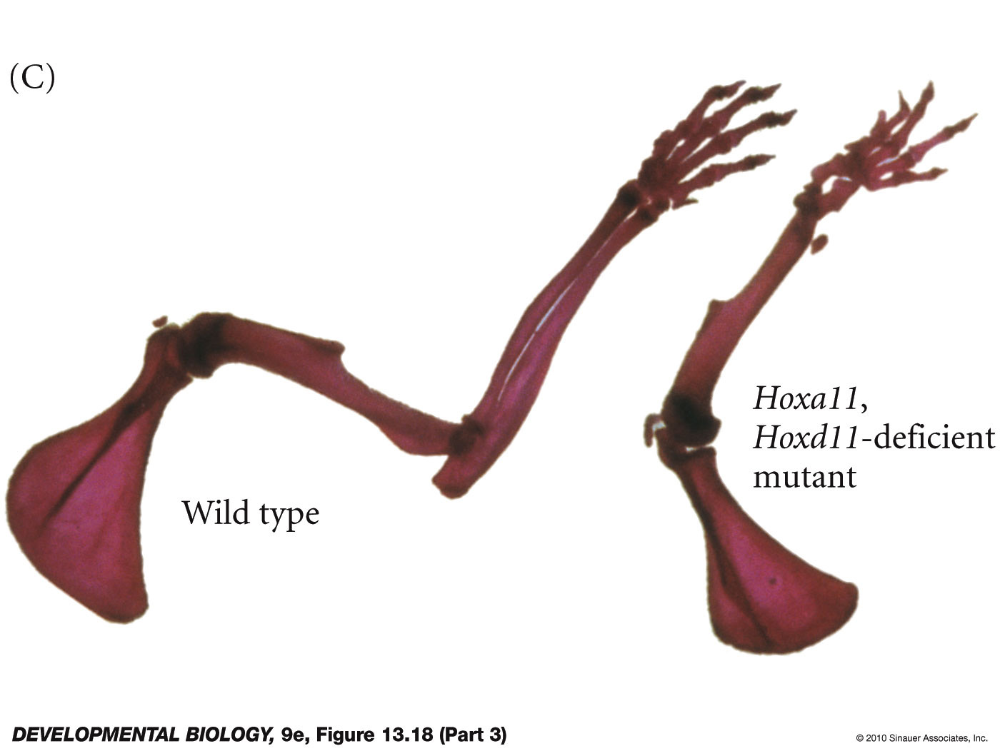 (C)
Wild type
Hoxa11,
Hoxd11-deficient
mutant
DEVELOPMENTAL BIOLOGY, 9e, Figure 13.18 (Part 3)
© 2010 Sinauer Associates, Inc.